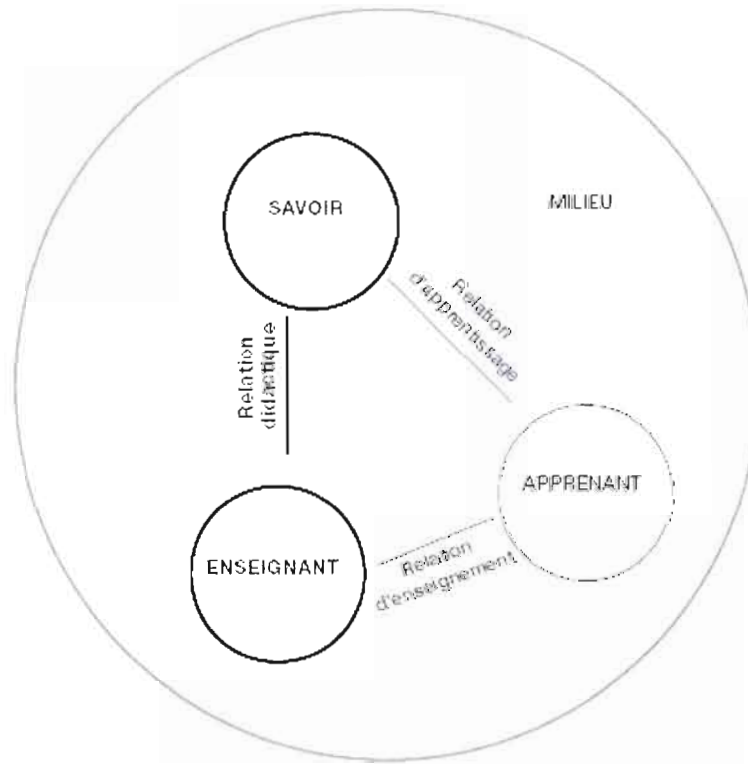 SAVOIR
MILIEU
Relation
d'apprentissage
Relation
didactique
APPRENANT
ENSEIGNANT
Relation
d'enseignement